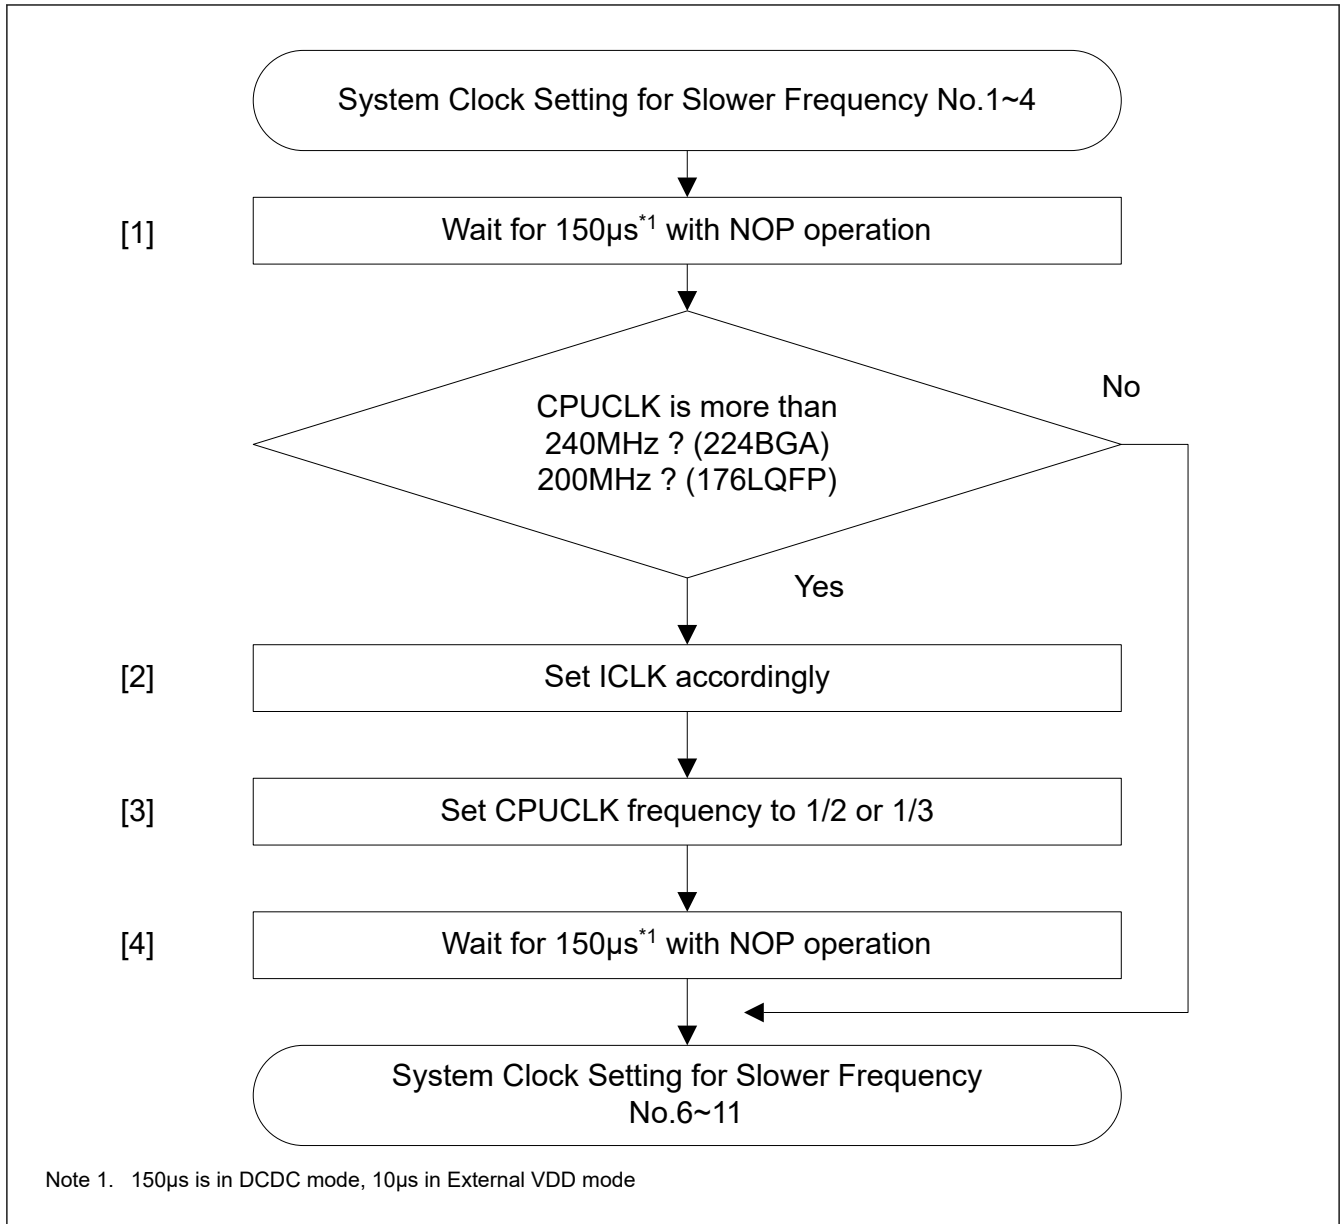 System Clock Setting for Slower Frequency No.1~4
[1]
Wait for 150µs*1 with NOP operation
No
CPUCLK is more than
240MHz ? (224BGA)
200MHz ? (176LQFP)
Yes
[2]
Set ICLK accordingly
[3]
Set CPUCLK frequency to 1/2 or 1/3
[4]
Wait for 150µs*1 with NOP operation
System Clock Setting for Slower Frequency
No.6~11
Note 1. 150µs is in DCDC mode, 10µs in External VDD mode